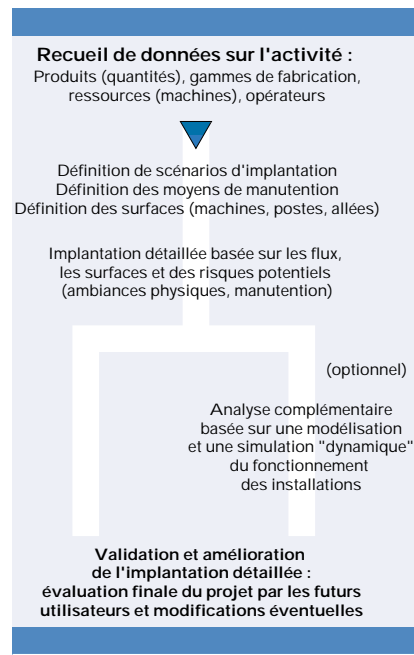 Recueil de données sur l'activité :
Produits (quantités), gammes de fabrication,
ressources (machines), opérateurs
Définition de scénarios d'implantation
Définition des moyens de manutention
Définition des surfaces (machines, postes, allées)
Implantation détaillée basée sur les flux,
les surfaces et des risques potentiels
(ambiances physiques, manutention)
(optionnel)
Analyse complémentaire
basée sur une modélisation
et une simulation "dynamique"
du fonctionnement
des installations
Validation et amélioration
de l'implantation détaillée :
évaluation finale du projet par les futurs
utilisateurs et modifications éventuelles